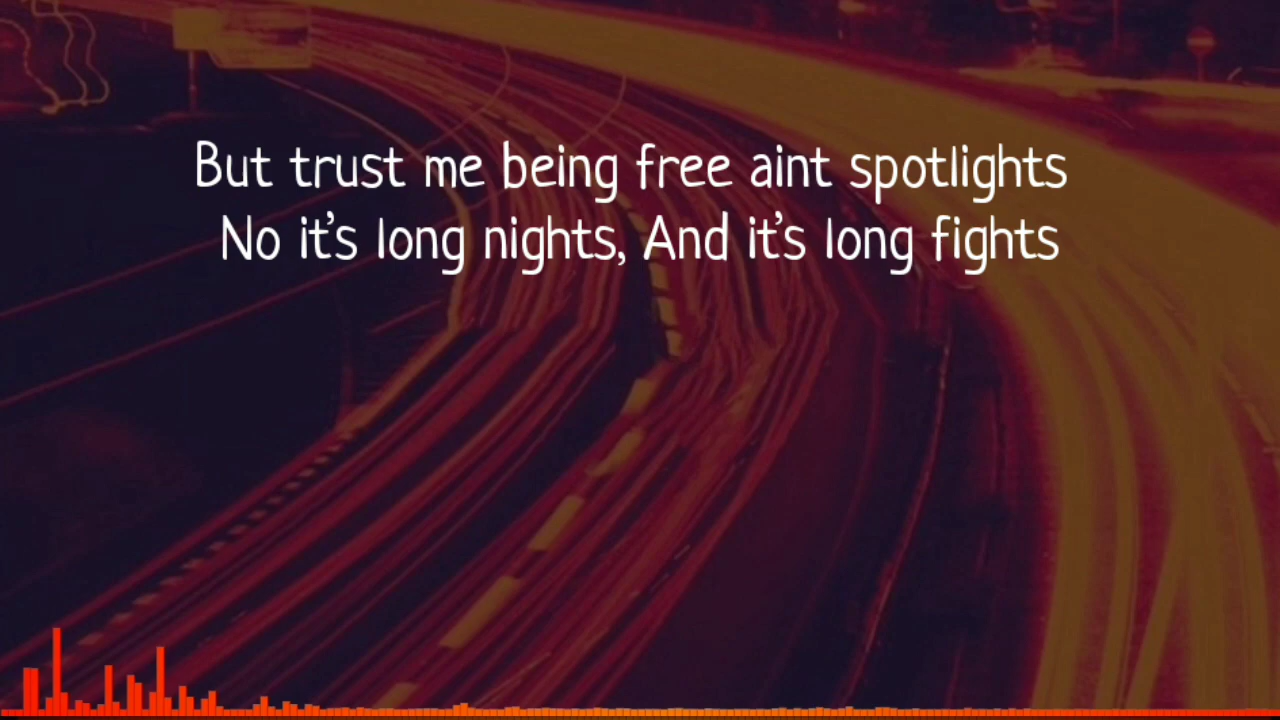 But trust me being free aint spotlights
No it's long nights, And it's long fights